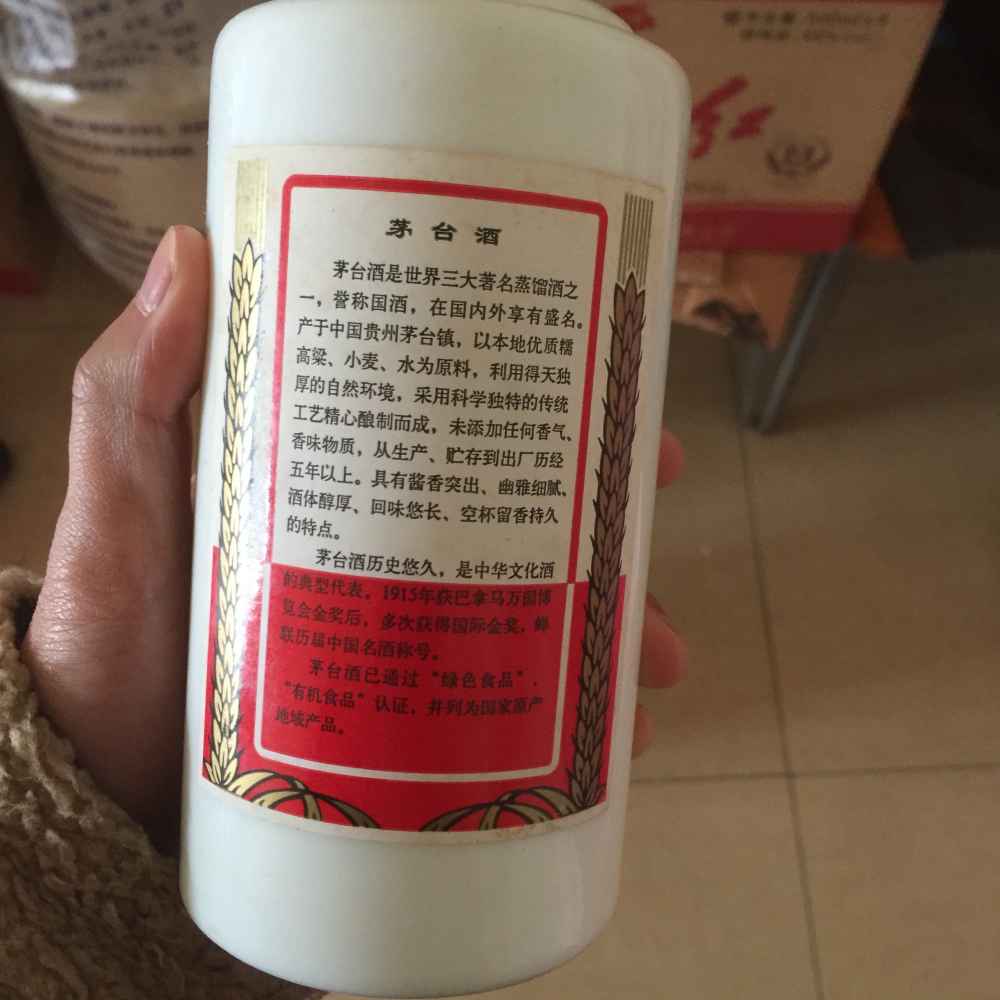 茅台酒
茅台酒是世界三大著名蒸馏酒之
一，誉称国酒，在国内外享有盛名。
产于中国贵州茅台镇，以本地优质糯
高粱、小麦、水为原料，利用得天独
厚的自然环境，采用科学独特的传统
工艺精心酿制而成，未添加任何香气、
香味物质，从生产、贮存到出厂历经
五年以上。具有酱香突出、幽雅细腻、
酒体醇厚、回味悠长、空杯留香持久
的特点。
茅台酒历史悠久，是中华文化酒
的典型代表。1915年获巴拿马万国博
览会金奖后，多次获得国际金奖，蝉
联历届中国名酒称号。
茅台酒已通过“绿色食品”、
“有机食品”认证，并列为国家原产
地域产品。
红